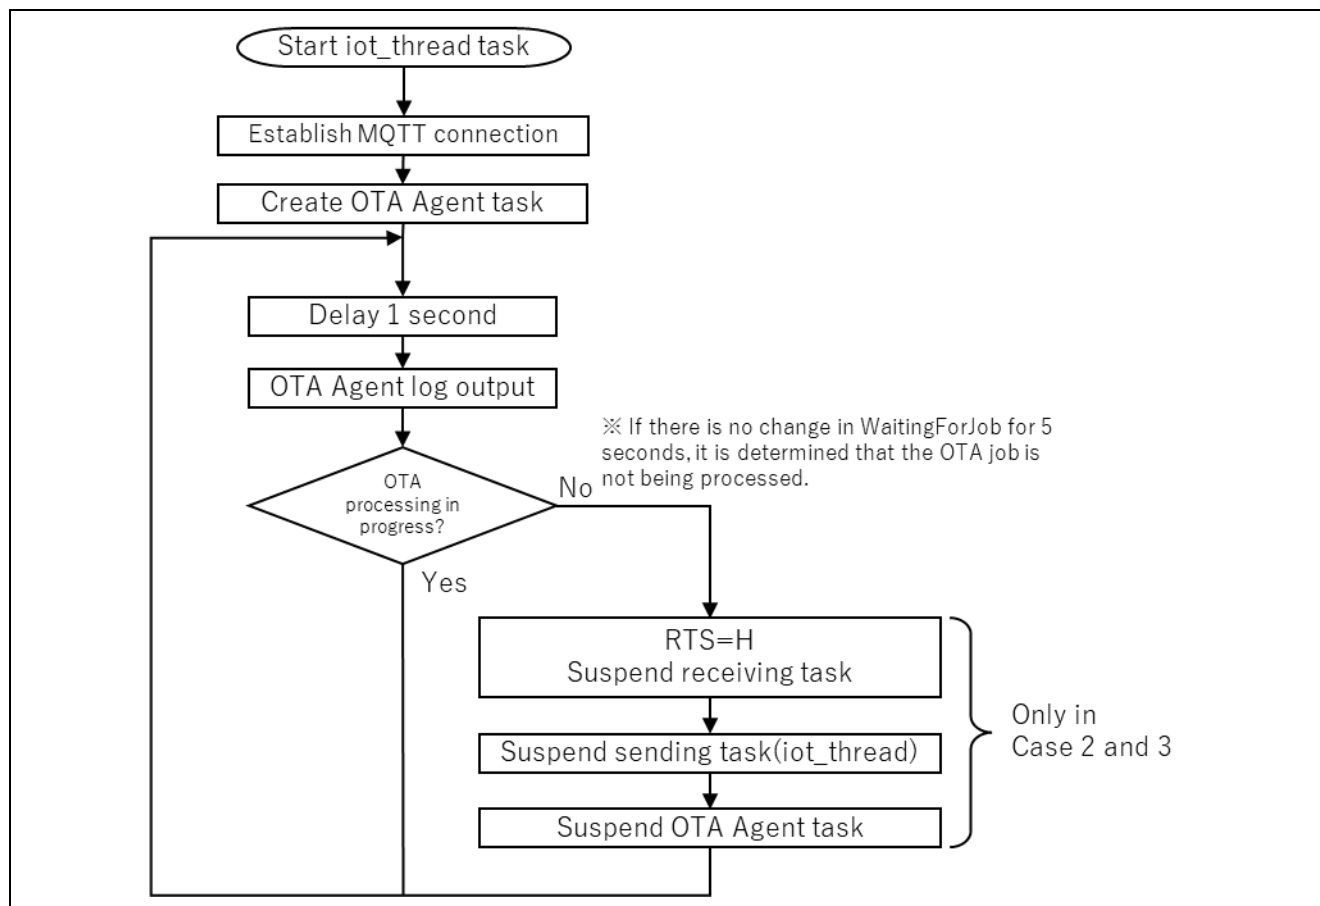 Start iot_thread task
Establish MQTT connection
Create OTA Agent task
Delay 1 second
OTA Agent log output
※ If there is no change in WaitingForJob for 5
seconds, it is determined that the OTA job is
not being processed.
OTA
processing in
progress?
No
Yes
RTS=H
Suspend receiving task
Suspend sending task(iot_thread)
Suspend OTA Agent task
Only in
Case 2 and 3